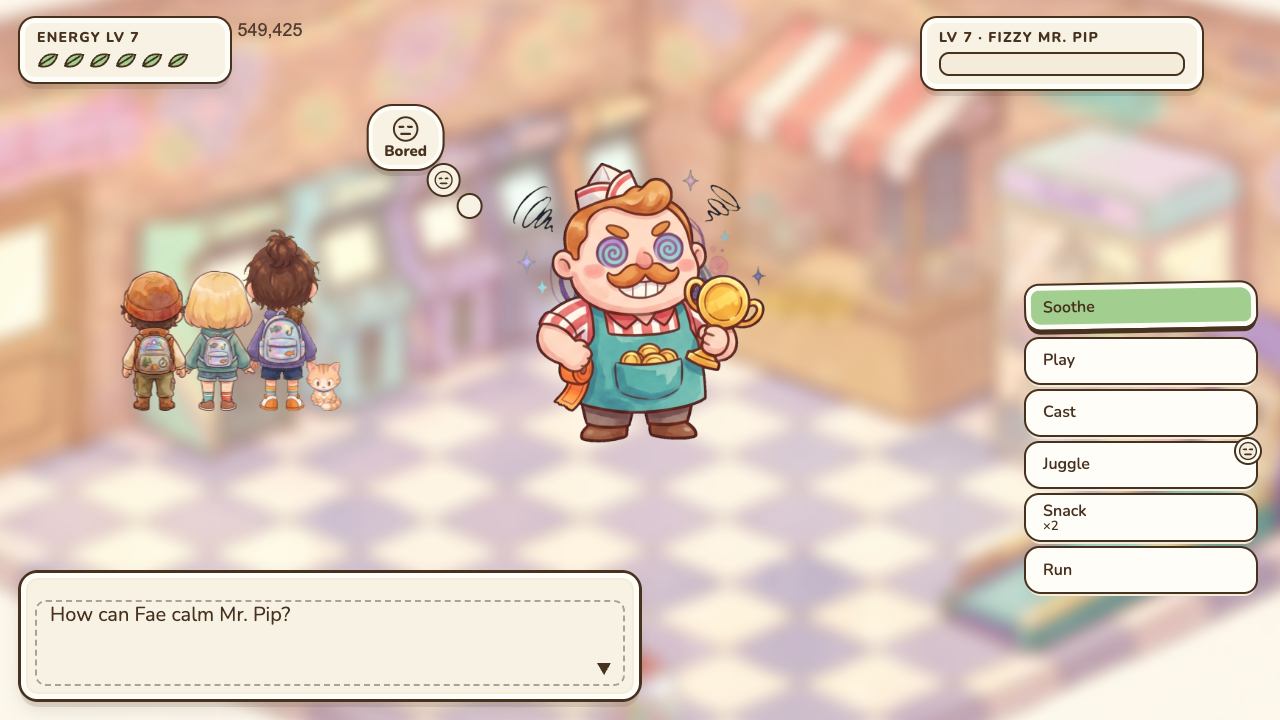 ENERGY LV 7
549,425
LV 7 · FIZZY MR. PIP
Bored
Soothe
Play
Cast
Juggle
Snack
×2
Run
How can Fae calm Mr. Pip?